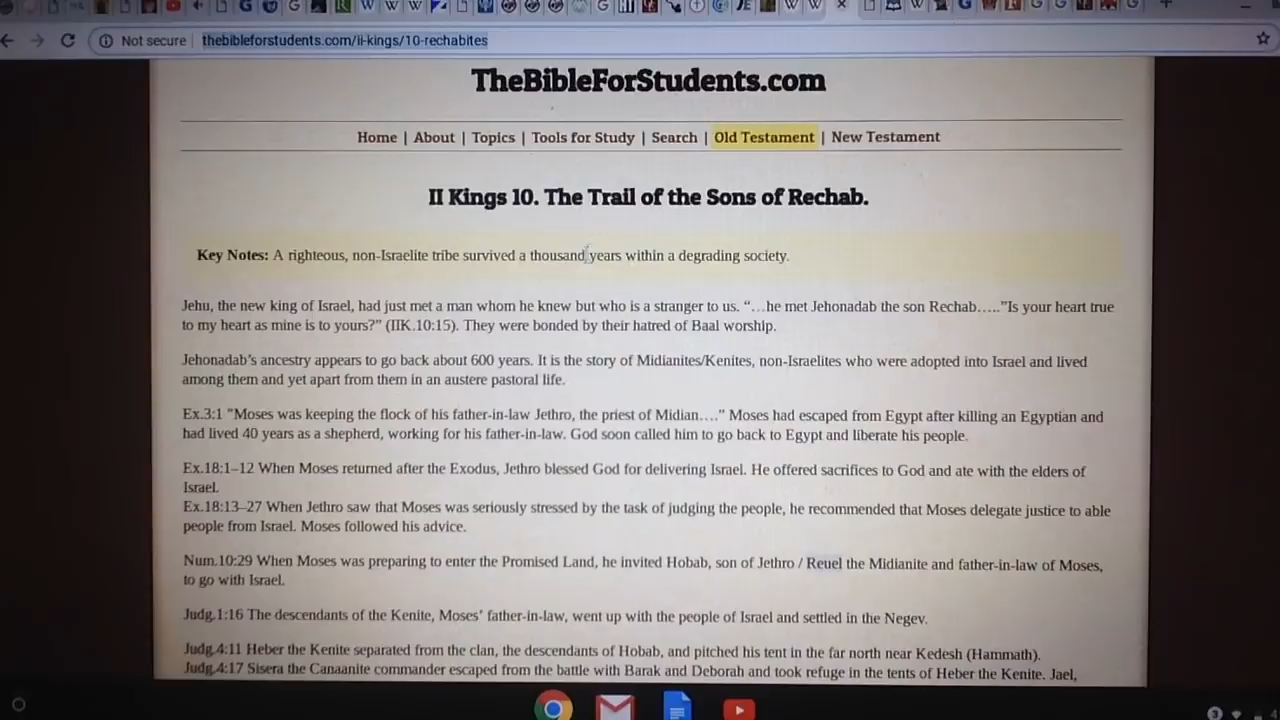 Not secure
thebibleforstudents.com/ii-kings/10-rechabites
TheBibleForStudents.com
Home | About | Topics | Tools for Study | Search | Old Testament | New Testament
II Kings 10. The Trail of the Sons of Rechab.
Key Notes: A righteous, non-Israelite tribe survived a thousand years within a degrading society.
Jehu, the new king of Israel, had just met a man whom he knew but who is a stranger to us. “…he met Jehonadab the son Rechab…..”Is your heart true
to my heart as mine is to yours?” (IIK.10:15). They were bonded by their hatred of Baal worship.
Jehonadab’s ancestry appears to go back about 600 years. It is the story of Midianites/Kenites, non-Israelites who were adopted into Israel and lived
among them and yet apart from them in an austere pastoral life.
Ex.3:1 "Moses was keeping the flock of his father-in-law Jethro, the priest of Midian….” Moses had escaped from Egypt after killing an Egyptian and
had lived 40 years as a shepherd, working for his father-in-law. God soon called him to go back to Egypt and liberate his people.
Ex.18:1–12 When Moses returned after the Exodus, Jethro blessed God for delivering Israel. He offered sacrifices to God and ate with the elders of
Israel.
Ex.18:13–27 When Jethro saw that Moses was seriously stressed by the task of judging the people, he recommended that Moses delegate justice to able
people from Israel. Moses followed his advice.
Num.10:29 When Moses was preparing to enter the Promised Land, he invited Hobab, son of Jethro / Reuel the Midianite and father-in-law of Moses,
to go with Israel.
Judg.1:16 The descendants of the Kenite, Moses’ father-in-law, went up with the people of Israel and settled in the Negev.
Judg.4:11 Heber the Kenite separated from the clan, the descendants of Hobab, and pitched his tent in the far north near Kedesh (Hammath).
Judg.4:17 Sisera the Canaanite commander escaped from the battle with Barak and Deborah and took refuge in the tents of Heber the Kenite. Jael,